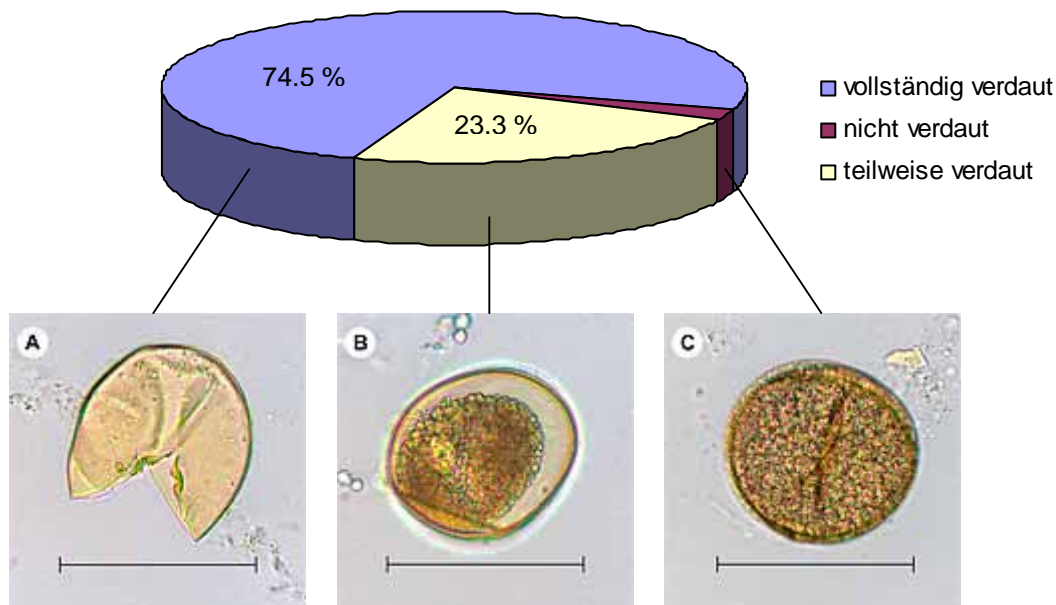 74.5 %
23.3 %
vollständig verdaut
nicht verdaut
teilweise verdaut
A
B
C